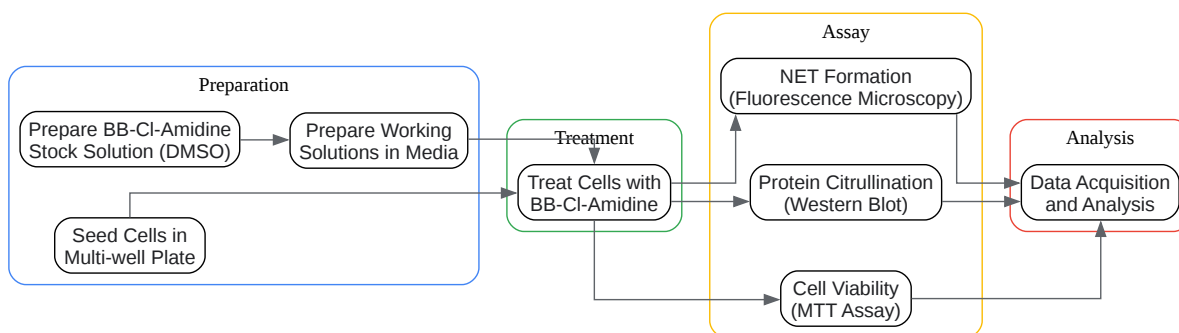 Preparation
Prepare BB-Cl-Amidine
Stock Solution (DMSO)
Prepare Working
Solutions in Media
Seed Cells in
Multi-well Plate
Treatment
Treat Cells with
BB-Cl-Amidine
Assay
NET Formation
(Fluorescence Microscopy)
Protein Citrullination
(Western Blot)
Cell Viability
(MTT Assay)
Analysis
Data Acquisition
and Analysis